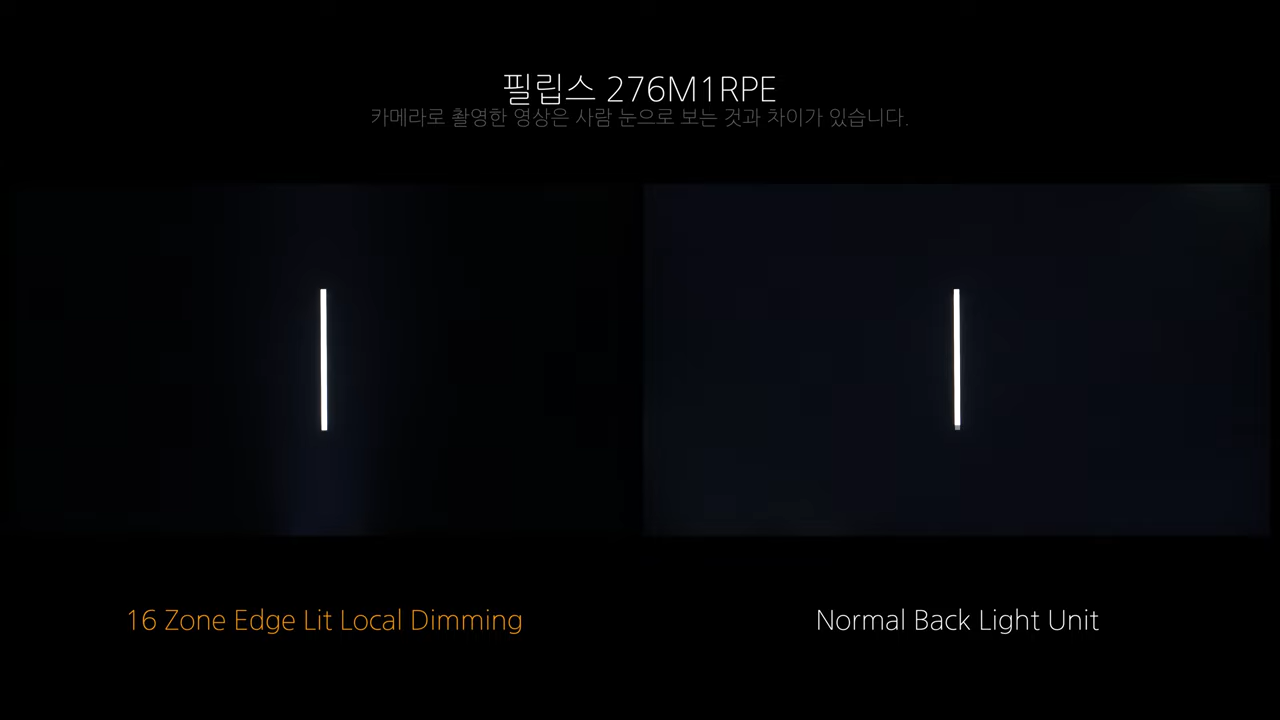 필립스 276M1RPE
카메라로 촬영한 영상은 사람 눈으로 보는 것과 차이가 있습니다.
16 Zone Edge Lit Local Dimming
Normal Back Light Unit